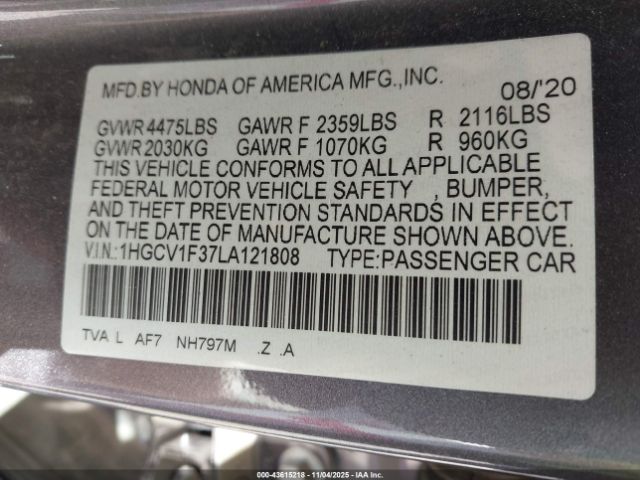 MFD.BY HONDA OF AMERICA MFG.,INC. 08/'20
GVWR 4475LBS GAWR F 2359LBS R 2116LBS
GVWR 2030KG GAWR F 1070KG R 960KG
THIS VEHICLE CONFORMS TO ALL APPLICABLE
FEDERAL MOTOR VEHICLE SAFETY , BUMPER,
AND THEFT PREVENTION STANDARDS IN EFFECT
ON THE DATE OF MANUFACTURE SHOWN ABOVE.
V.I.N.:1HGCV1F37LA121808 TYPE:PASSENGER CAR
TVA L AF7 NH797M .Z .A
000-43615218 - 11/04/2025 - IAA Inc.